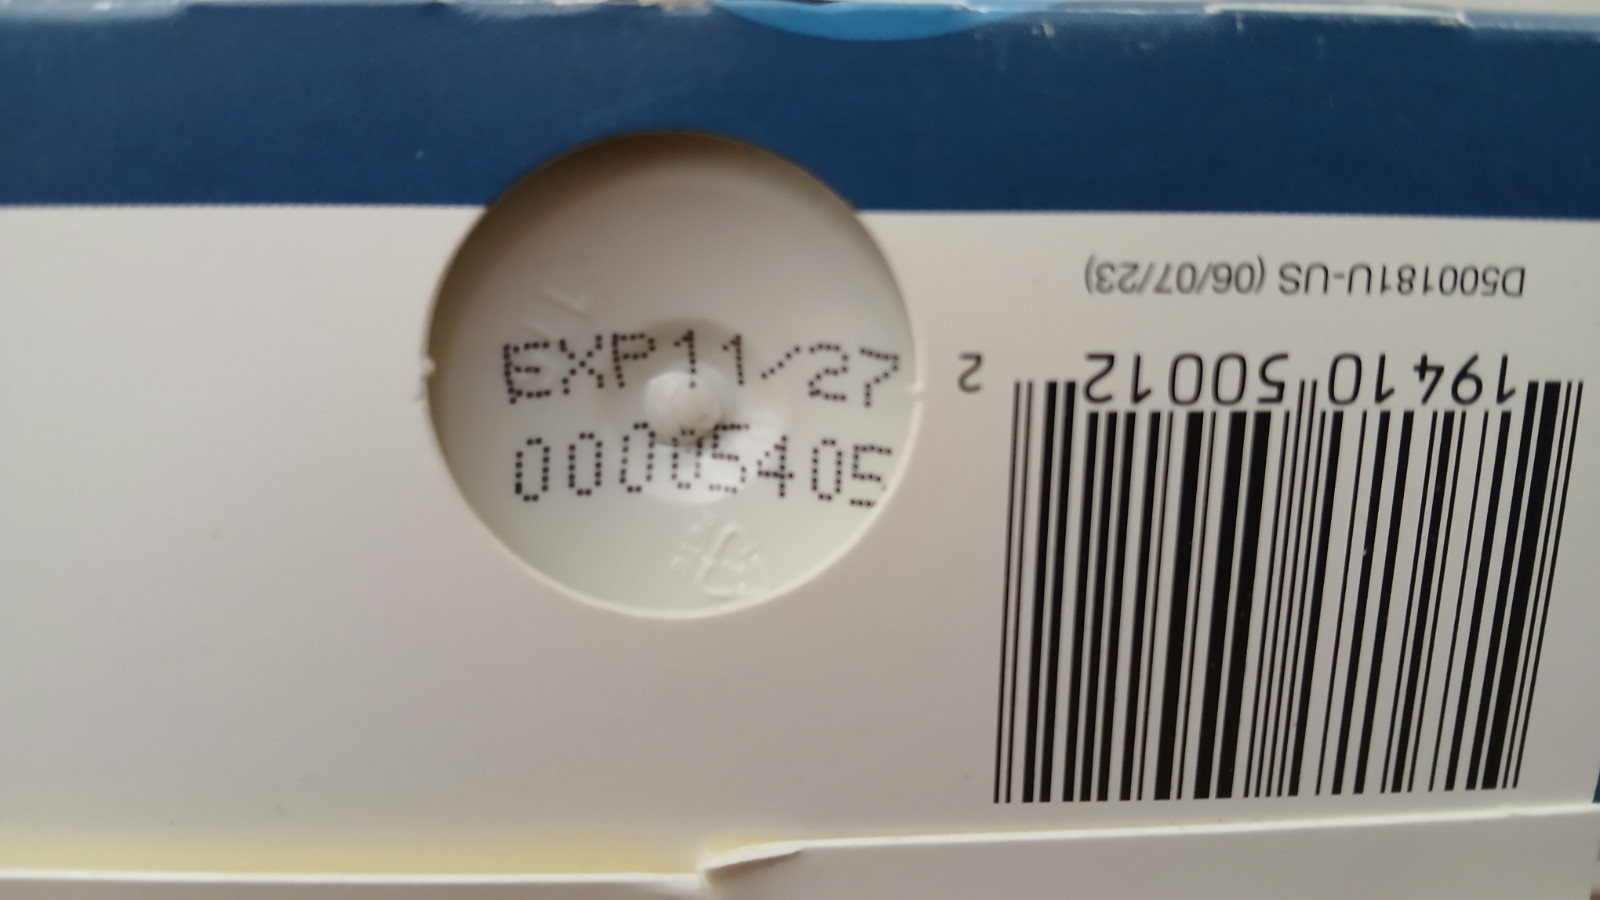 EXP11/27
00005405
D500181U-US (06/07/23)
19410 50012 2